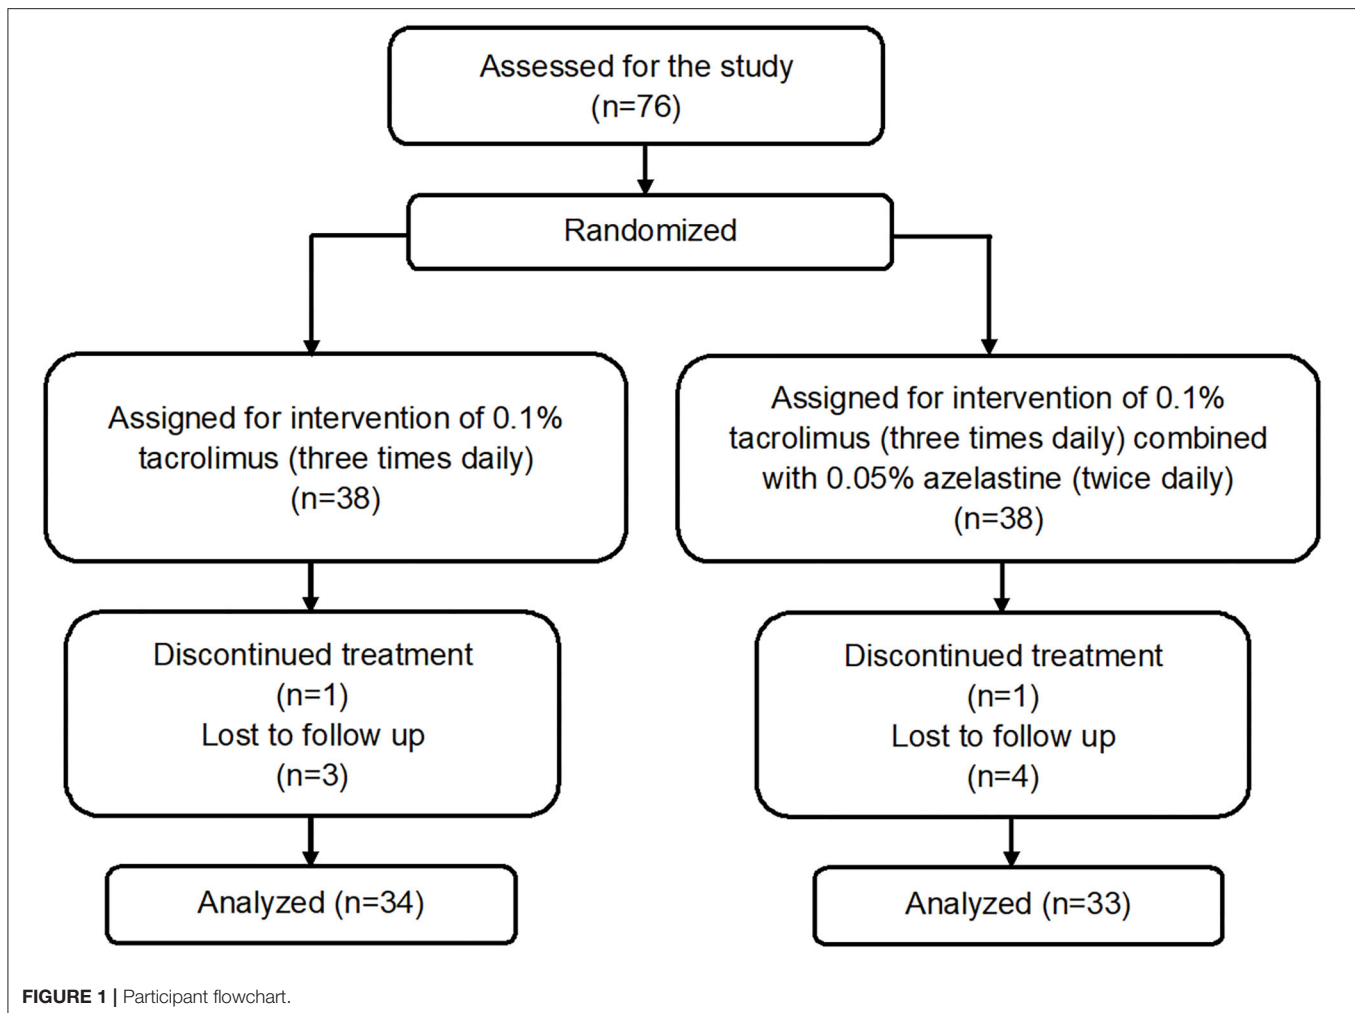 Assessed for the study
(n=76)
Randomized
Assigned for intervention of 0.1%
tacrolimus (three times daily)
(n=38)
Assigned for intervention of 0.1%
tacrolimus (three times daily) combined
with 0.05% azelastine (twice daily)
(n=38)
Discontinued treatment
(n=1)
Lost to follow up
(n=3)
Discontinued treatment
(n=1)
Lost to follow up
(n=4)
Analyzed (n=34)
Analyzed (n=33)
FIGURE 1 | Participant flowchart.